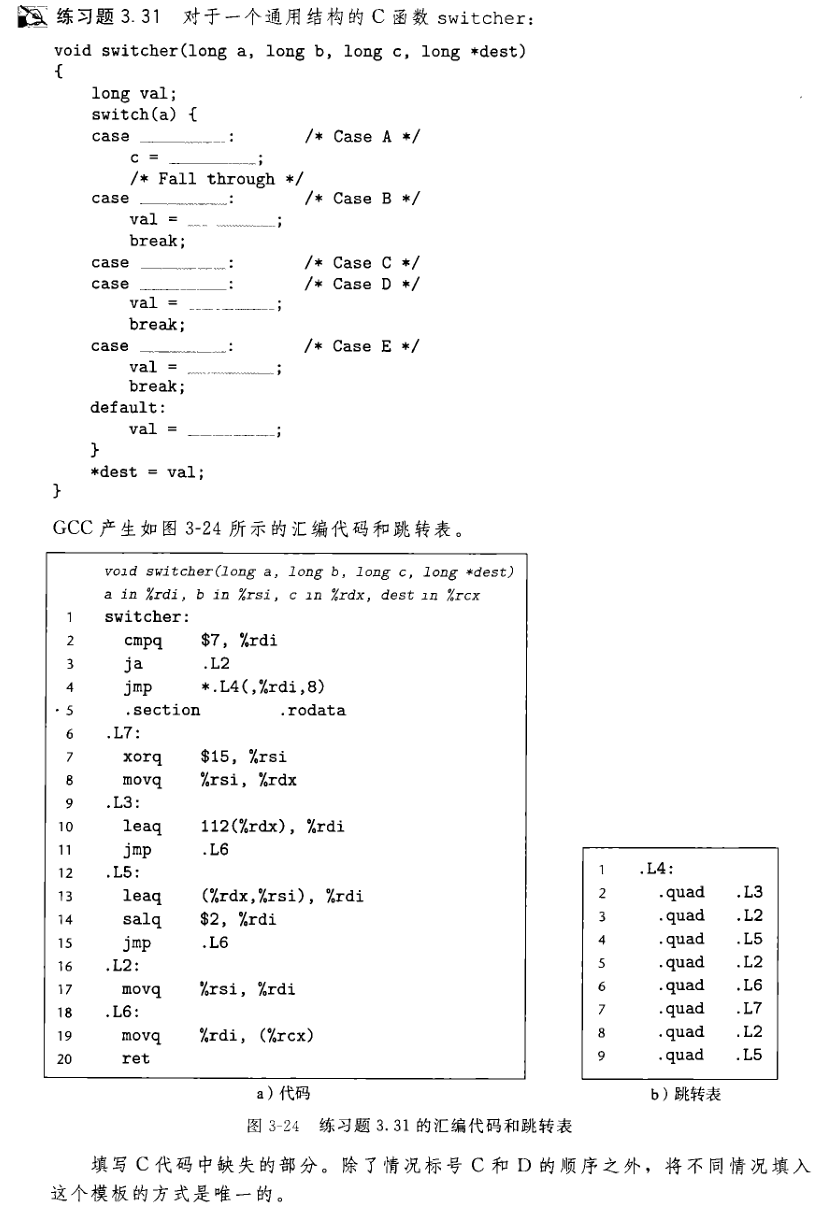 练习题 3.31 对于一个通用结构的 C 函数 switcher:
void switcher(long a, long b, long c, long *dest)
{
long val;
switch(a) {
case ________: /* Case A */
c = ________;
/* Fall through */
case ________: /* Case B */
val = ________;
break;
case ________: /* Case C */
case ________: /* Case D */
val = ________;
break;
case ________: /* Case E */
val = ________;
break;
default:
val = ________;
}
*dest = val;
}
GCC 产生如图 3-24 所示的汇编代码和跳转表。
void switcher(long a, long b, long c, long *dest)
a in %rdi, b in %rsi, c in %rdx, dest in %rcx
1 switcher:
2 cmpq $7, %rdi
3 ja .L2
4 jmp *.L4(,%rdi,8)
5 .section .rodata
6 .L7:
7 xorq $15, %rsi
8 movq %rsi, %rdx
9 .L3:
10 leaq 112(%rdx), %rdi
11 jmp .L6
12 .L5:
13 leaq (%rdx,%rsi), %rdi
14 salq $2, %rdi
15 jmp .L6
16 .L2:
17 movq %rsi, %rdi
18 .L6:
19 movq %rdi, (%rcx)
20 ret
a) 代码
1 .L4:
2 .quad .L3
3 .quad .L2
4 .quad .L5
5 .quad .L2
6 .quad .L6
7 .quad .L7
8 .quad .L2
9 .quad .L5
b) 跳转表
图 3-24 练习题 3.31 的汇编代码和跳转表
填写 C 代码中缺失的部分。除了情况标号 C 和 D 的顺序之外，将不同情况填入
这个模板的方式是唯一的。